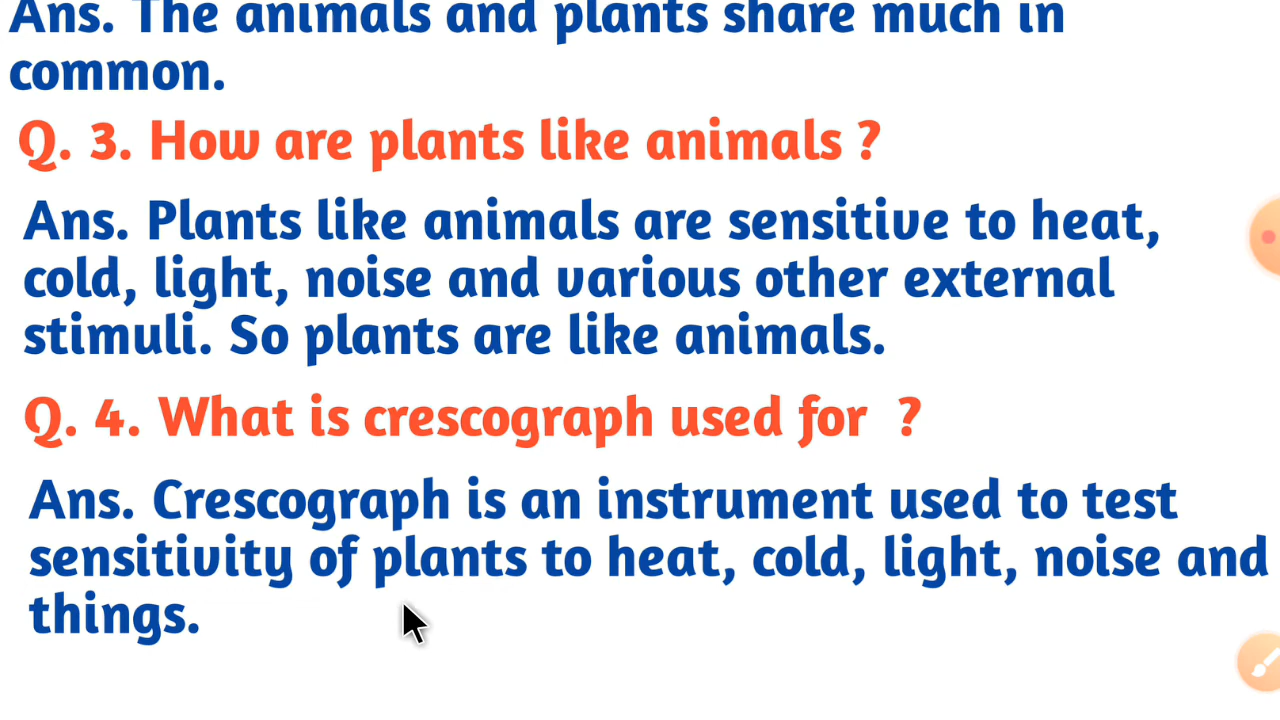 Ans. The animals and plants share much in
common.
Q. 3. How are plants like animals ?
Ans. Plants like animals are sensitive to heat,
cold, light, noise and various other external
stimuli. So plants are like animals.
Q. 4. What is crescograph used for ?
Ans. Crescograph is an instrument used to test
sensitivity of plants to heat, cold, light, noise and
things.